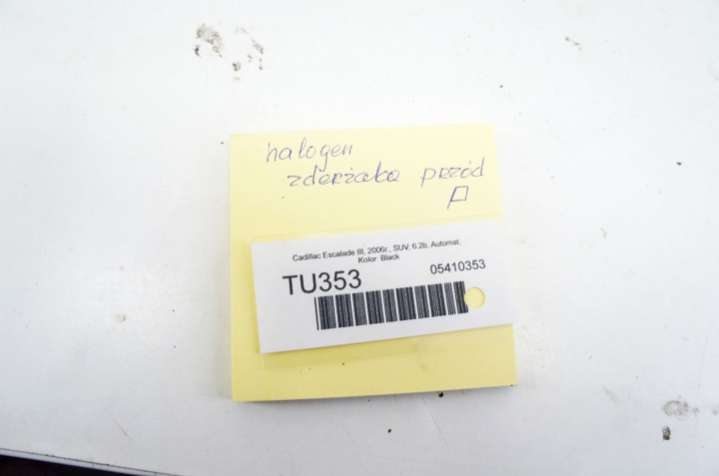 halogen
zderzaka przód
P
Cadillac Escalade III, 2006r., SUV, 6.2b, Automat,
Kolor: Black
TU353
05410353